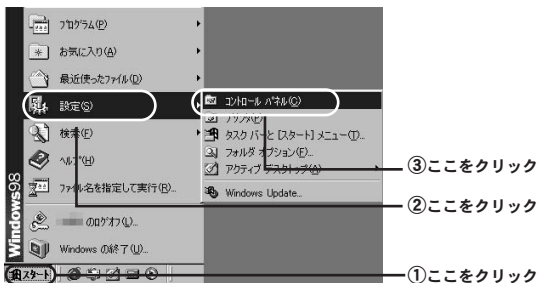 プログラム(P)
お気に入り(A)
最近使ったファイル(D)
設定(S)
検索(F)
ヘルプ(H)
ファイル名を指定して実行(R)...
のログオフ(L)...
Windows の終了(U)...
Windows98
スタート
コントロール パネル(C)
プリンタ(P)
タスク バーと [スタート] メニュー(T)...
フォルダ オプション(F)...
アクティブ デスクトップ(A)
Windows Update...
③ここをクリック
②ここをクリック
①ここをクリック